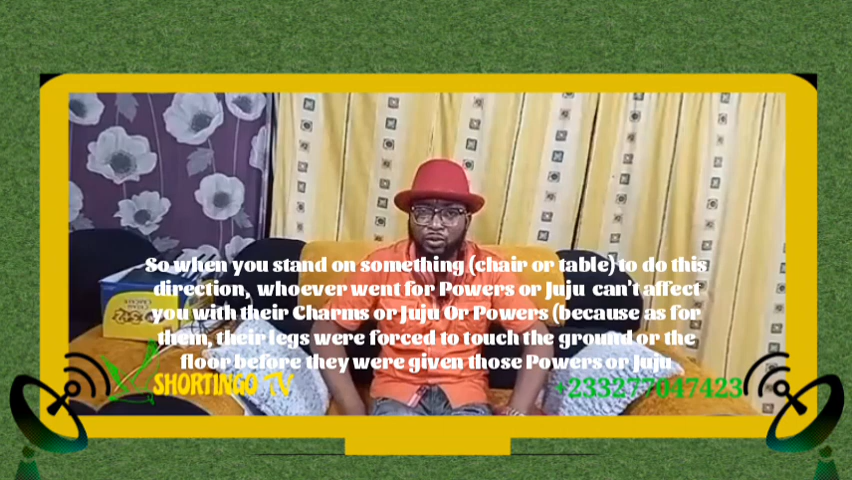 So when you stand on something (chair or table) to do this
direction, whoever went for Powers or Juju can't affect
you with their Charms or Juju Or Powers (because as for
them, their legs were forced to touch the ground or the
floor before they were given those Powers or Juju
SHORTINGO TV
+233277047423